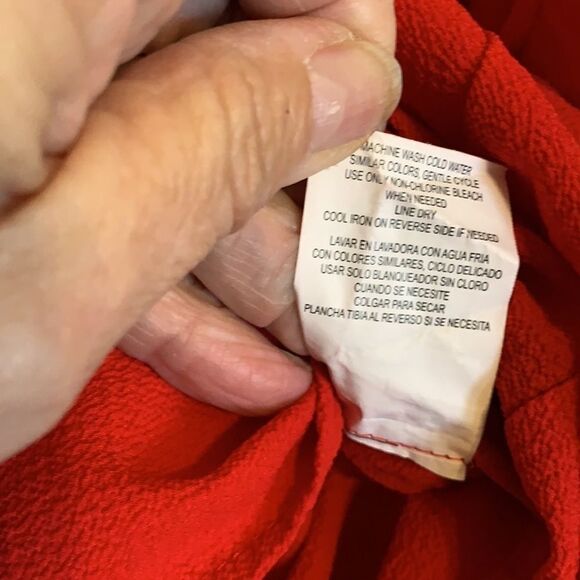 MACHINE WASH COLD WATER
SIMILAR COLORS, GENTLE CYCLE
USE ONLY NON-CHLORINE BLEACH
WHEN NEEDED
LINE DRY
COOL IRON ON REVERSE SIDE IF NEEDED
LAVAR EN LAVADORA CON AGUA FRIA
CON COLORES SIMILARES, CICLO DELICADO
USAR SOLO BLANQUEADOR SIN CLORO
CUANDO SE NECESITE
COLGAR PARA SECAR
PLANCHA TIBIA AL REVERSO SI SE NECESITA